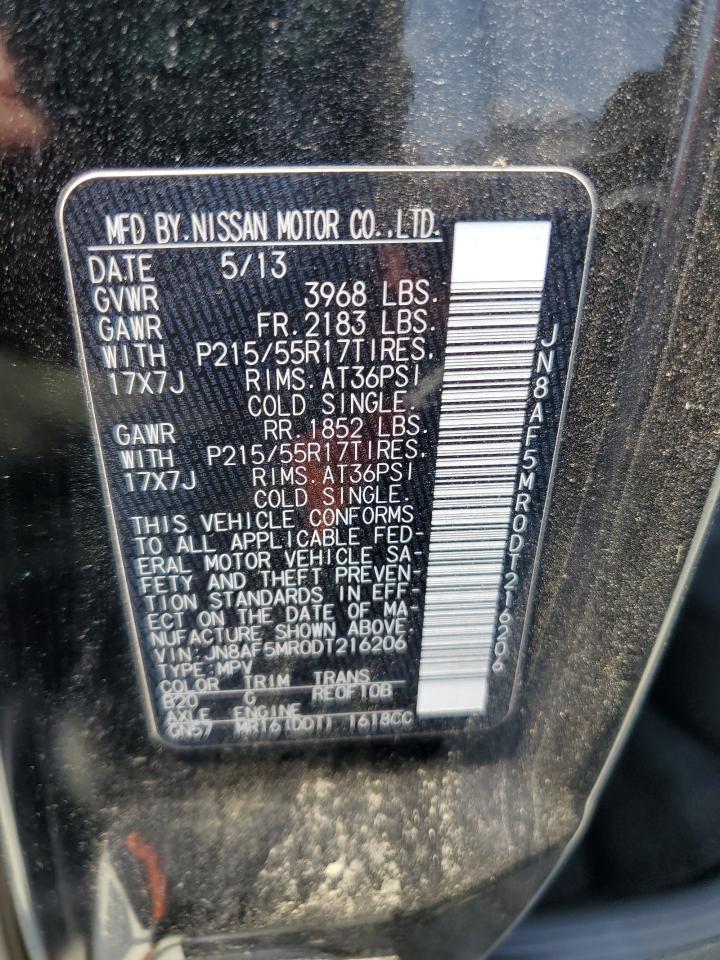 MFD BY.NISSAN MOTOR CO.,LTD.
DATE 5/13
GVWR 3968 LBS.
GAWR FR.2183 LBS.
WITH P215/55R17TIRES.
17X7J RIMS.AT36PSI
COLD SINGLE.
GAWR RR.1852 LBS.
WITH P215/55R17TIRES.
17X7J RIMS.AT36PSI
COLD SINGLE.
THIS VEHICLE CONFORMS
TO ALL APPLICABLE FED-
ERAL MOTOR VEHICLE SA-
FETY AND THEFT PREVEN-
TION STANDARDS IN EFF-
ECT ON THE DATE OF MA-
NUFACTURE SHOWN ABOVE.
VIN:JN8AF5MR0DT216206
TYPE:MPV
COLOR TRIM TRANS
B20 G RE0F10B
AXLE ENGINE
GN57 MR16(DDT) 1618CC
JN8AF5MR0DT216206